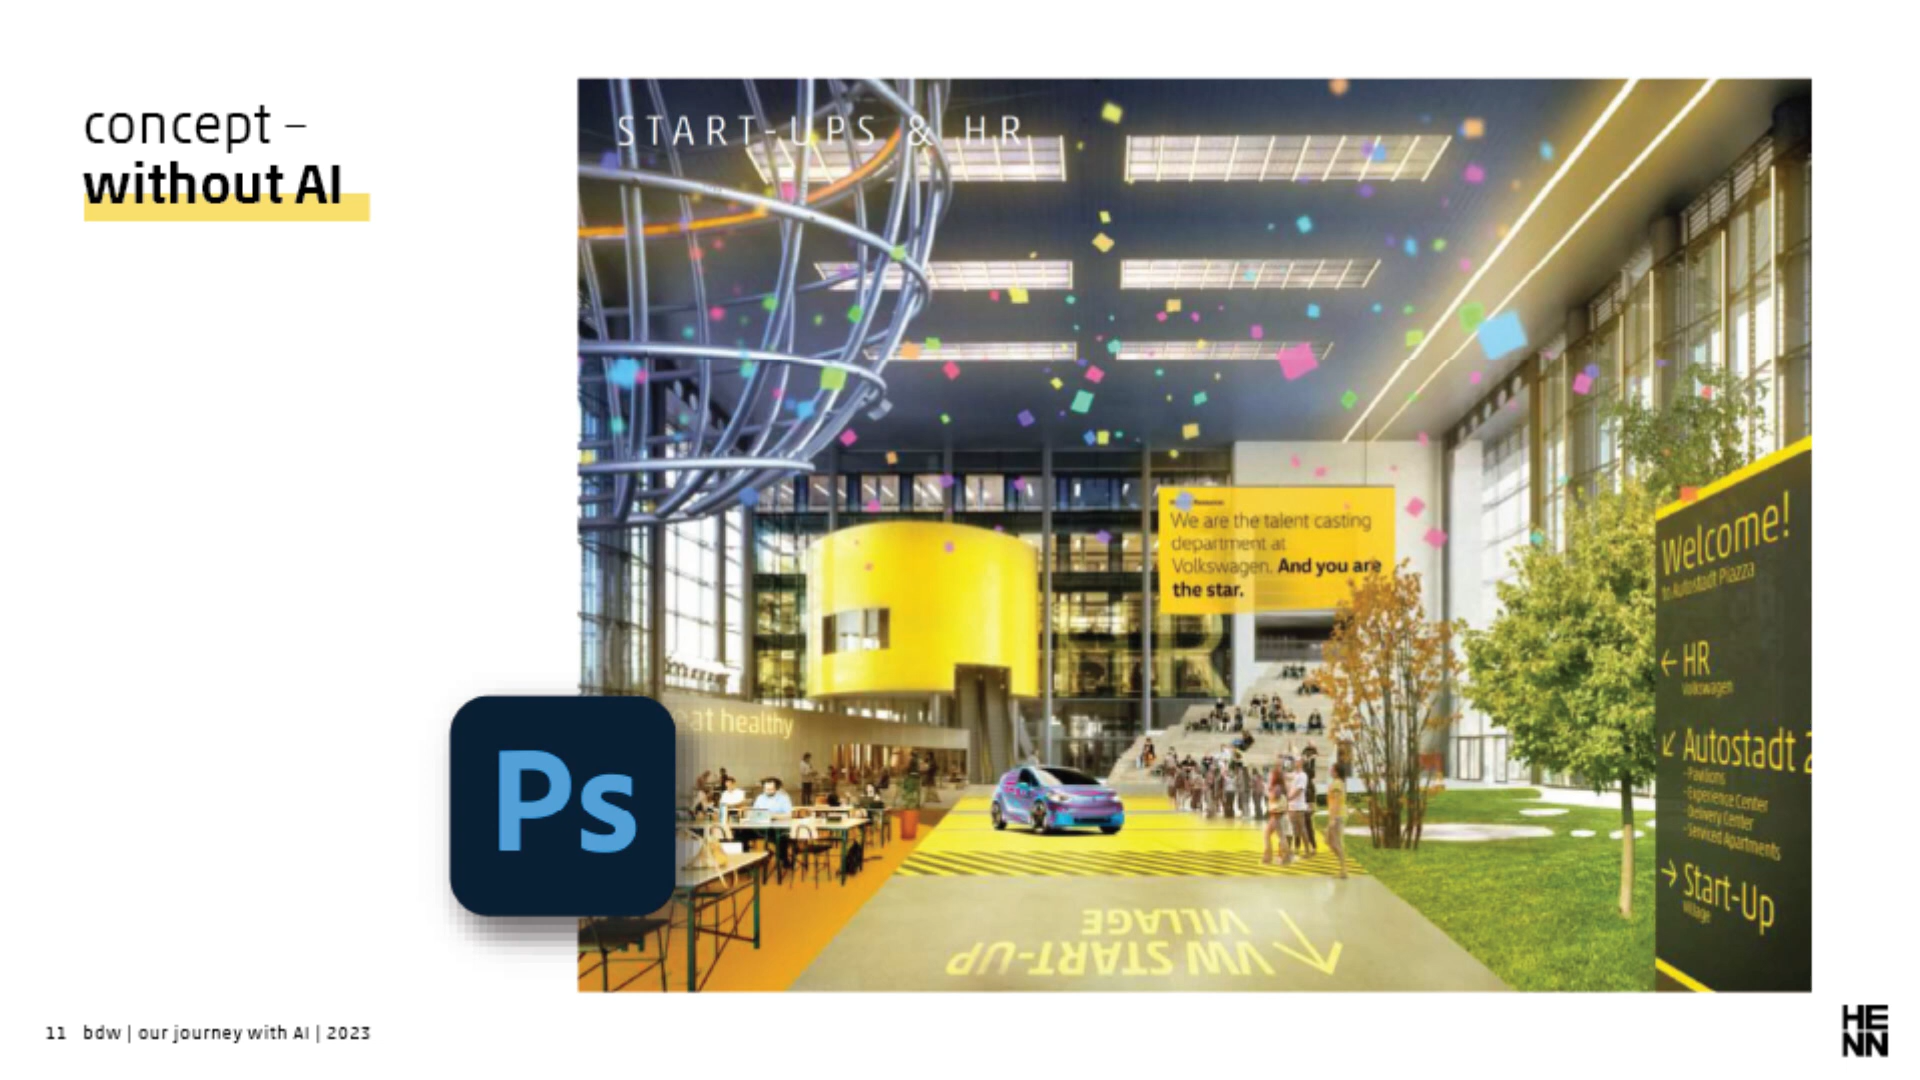 concept –
without AI
START-UPS & HR
We are the talent casting
department at
Volkswagen. And you are
the star.
HR
eat healthy
Welcome!
to Autostadt Piazza
← HR
Volkswagen
↙ Autostadt 2
- Pavilions
- Experience Center
- Delivery Center
- Serviced Apartments
→ Start-Up
village
Ps
VW START-UP
VILLAGE
11 bdw | our journey with AI | 2023
HE
NN